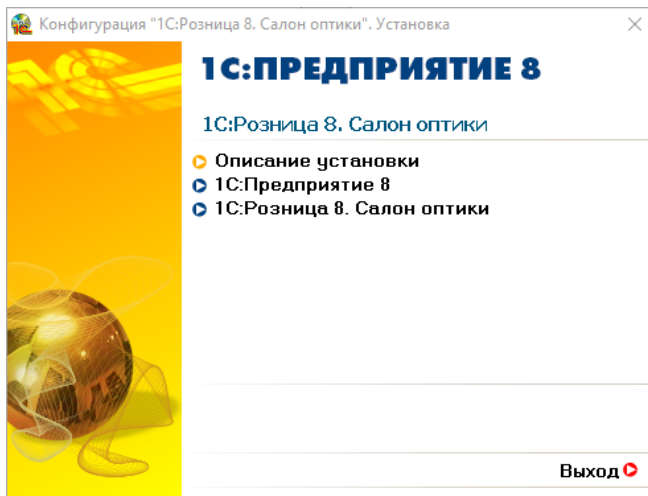 Конфигурация "1С:Розница 8. Салон оптики". Установка
1С:ПРЕДПРИЯТИЕ 8
1С:Розница 8. Салон оптики
Описание установки
1С:Предприятие 8
1С:Розница 8. Салон оптики
Выход